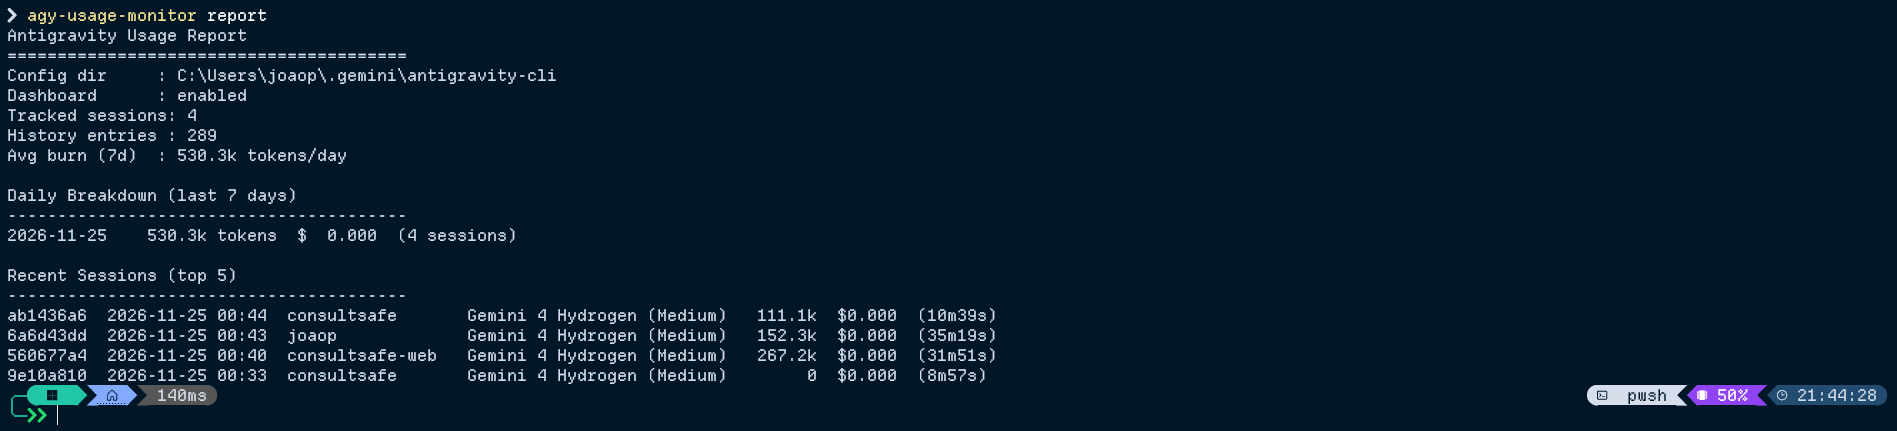 ❯ agy-usage-monitor report
Antigravity Usage Report
========================================
Config dir     : C:\Users\joaop\.gemini\antigravity-cli
Dashboard      : enabled
Tracked sessions: 4
History entries : 289
Avg burn (7d)  : 530.3k tokens/day
Daily Breakdown (last 7 days)
----------------------------------------
2026-11-25    530.3k tokens  $  0.000  (4 sessions)
Recent Sessions (top 5)
----------------------------------------
ab1436a6  2026-11-25 00:44  consultsafe       Gemini 4 Hydrogen (Medium)   111.1k  $0.000  (10m39s)
6a6d43dd  2026-11-25 00:43  joaop             Gemini 4 Hydrogen (Medium)   152.3k  $0.000  (35m19s)
560677a4  2026-11-25 00:40  consultsafe-web   Gemini 4 Hydrogen (Medium)   267.2k  $0.000  (31m51s)
9e10a810  2026-11-25 00:33  consultsafe       Gemini 4 Hydrogen (Medium)        0  $0.000  (8m57s)
140ms pwsh 50% 21:44:28